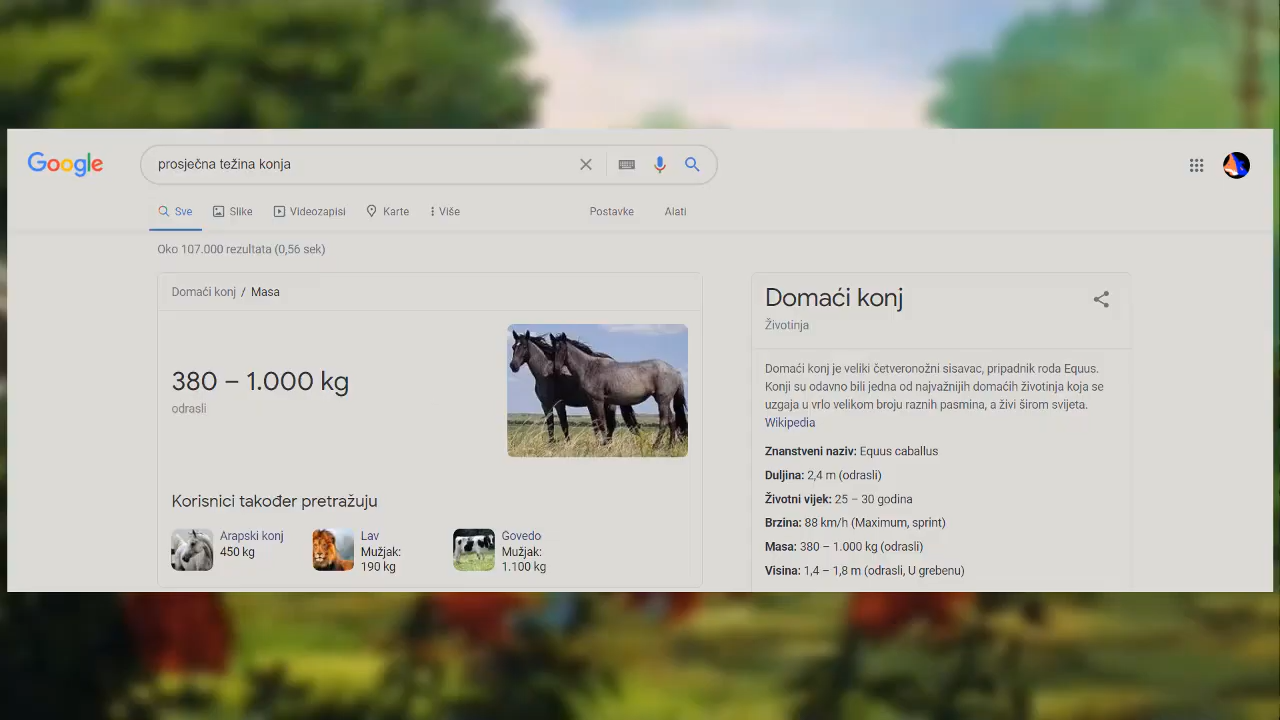 Google
prosječna težina konja
Sve Slike Videozapisi Karte Više Postavke Alati
Oko 107.000 rezultata (0,56 sek)
Domaći konj / Masa
380 – 1.000 kg
odrasli
Korisnici također pretražuju
Arapski konj
450 kg
Lav
Mužjak:
190 kg
Govedo
Mužjak:
1.100 kg
Domaći konj
Životinja
Domaći konj je veliki četveronožni sisavac, pripadnik roda Equus.
Konji su odavno bili jedna od najvažnijih domaćih životinja koja se
uzgaja u vrlo velikom broju raznih pasmina, a živi širom svijeta.
Wikipedia
Znanstveni naziv: Equus caballus
Duljina: 2,4 m (odrasli)
Životni vijek: 25 – 30 godina
Brzina: 88 km/h (Maximum, sprint)
Masa: 380 – 1.000 kg (odrasli)
Visina: 1,4 – 1,8 m (odrasli, U grebenu)